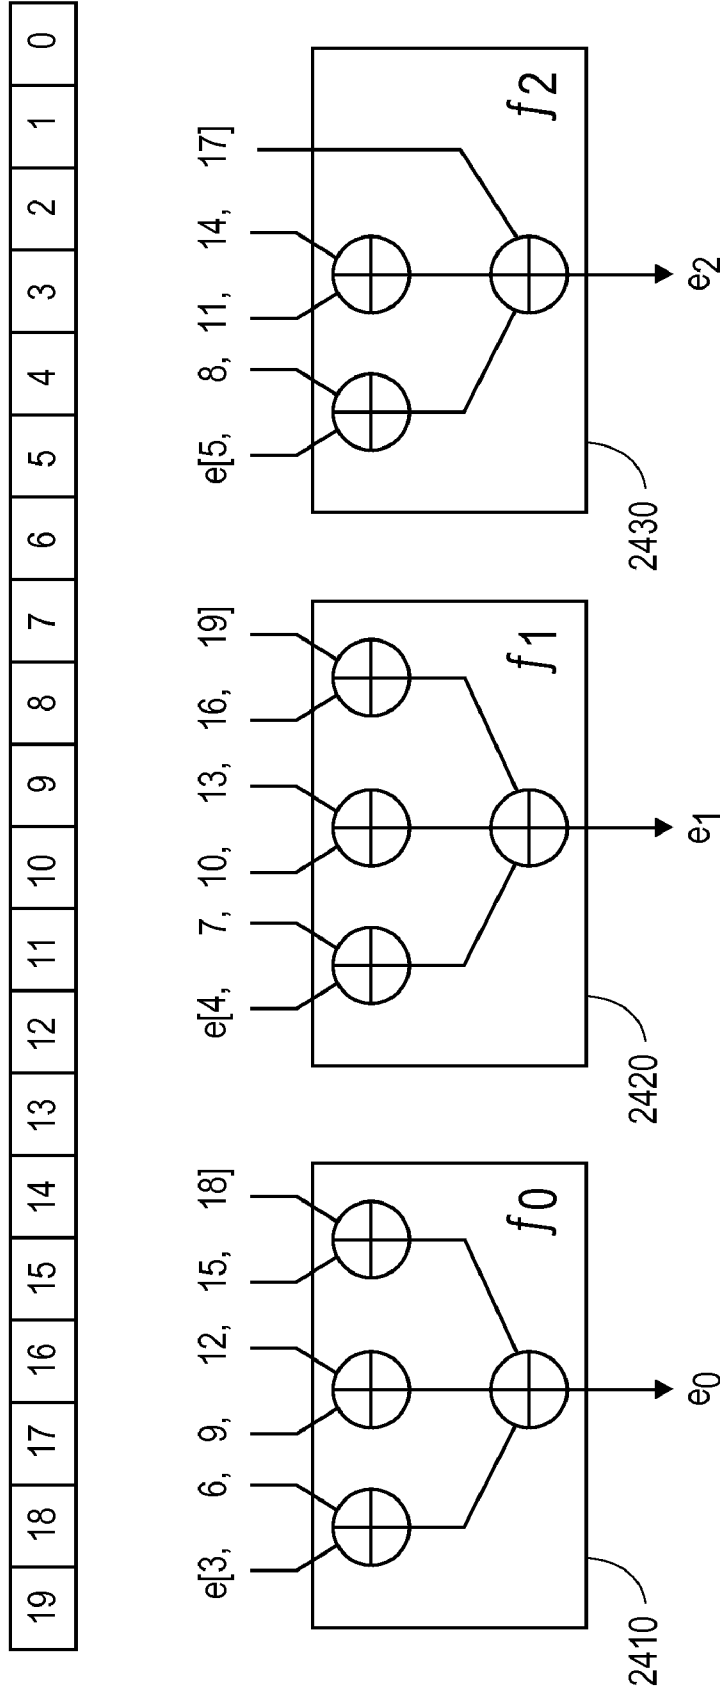 19 18 17 16 15 14 13 12 11 10 9 8 7 6 5 4 3 2 1 0
e[3, 6, 9, 12, 15, 18]
e[4, 7, 10, 13, 16, 19]
e[5, 8, 11, 14, 17]
f0
f1
f2
2410
2420
2430
e0
e1
e2